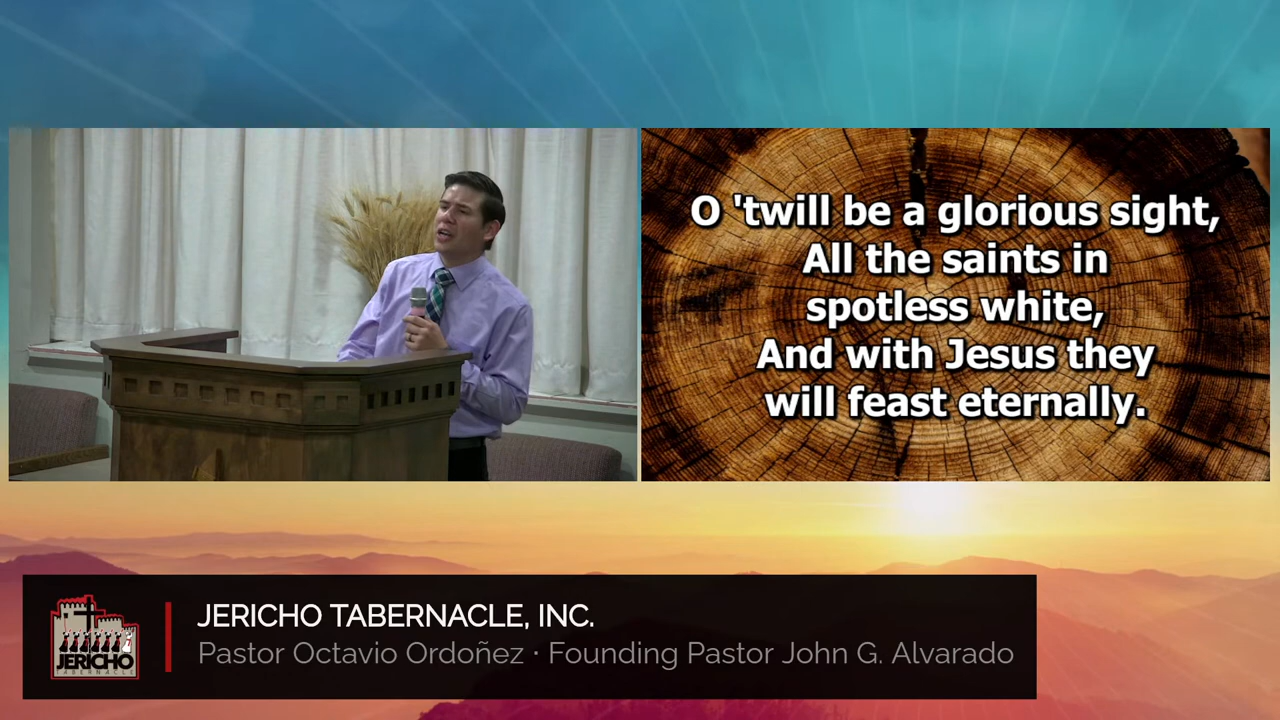 O 'twill be a glorious sight,
All the saints in
spotless white,
And with Jesus they
will feast eternally.
JERICHO TABERNACLE, INC.
Pastor Octavio Ordoñez · Founding Pastor John G. Alvarado
JERICHO
TABERNACLE